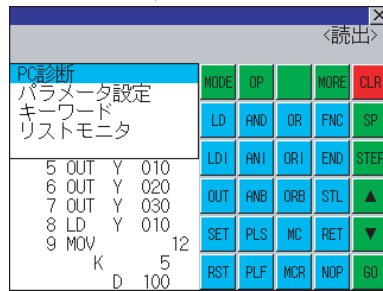 X
<読出>
PC診断
パラメータ設定
キーワード
リストモニタ
5 OUT Y 010
6 OUT Y 020
7 OUT Y 030
8 LD Y 010
9 MOV 12
K 5
D 100
MODE OP MORE CLR
LD AND OR FNC SP
LDI ANI ORI END STEP
OUT ANB ORB STL ▲
SET PLS MC RET ▼
RST PLF MCR NOP GO